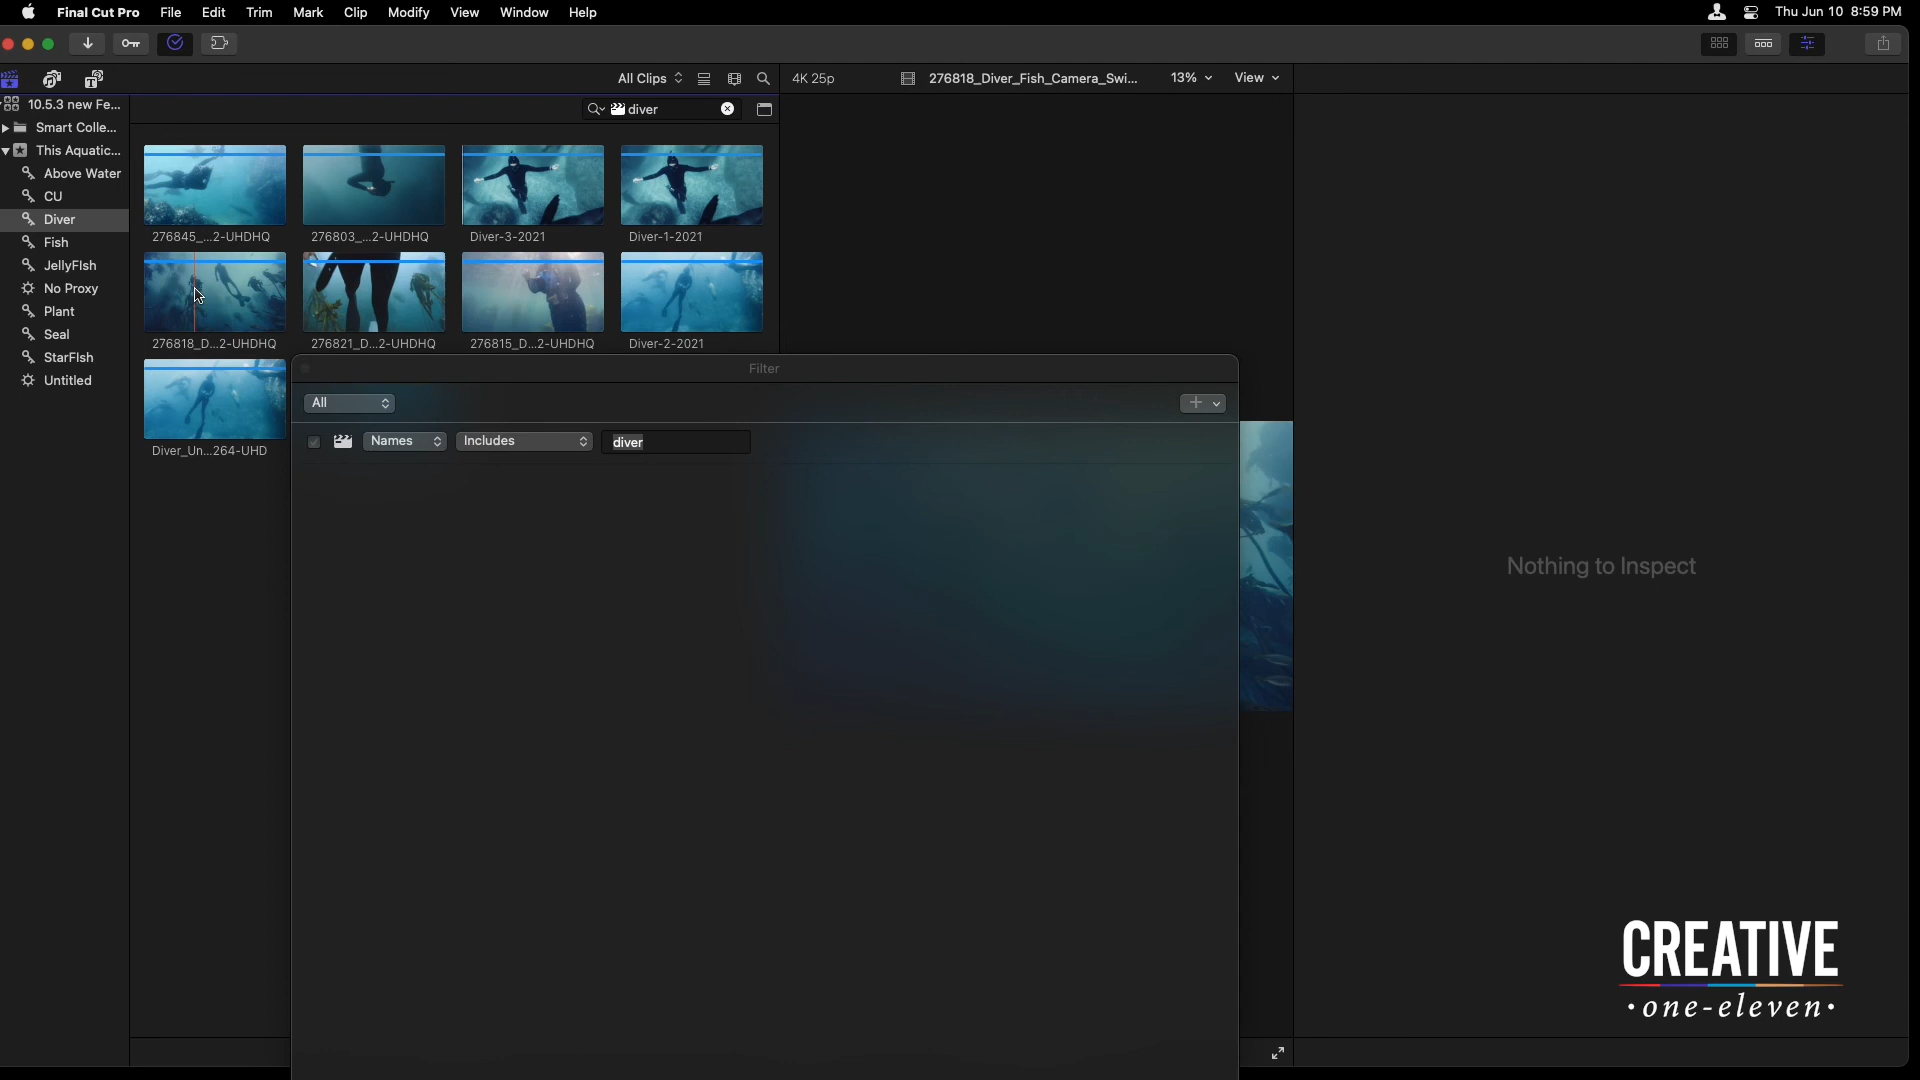 Final Cut Pro File Edit Trim Mark Clip Modify View Window Help Thu Jun 10 8:59 PM
All Clips 4K 25p 276818_Diver_Fish_Camera_Swi... 13% View
10.5.3 new Fe...
diver
Smart Colle...
This Aquatic...
Above Water
CU
Diver
Fish
JellyFIsh
No Proxy
Plant
Seal
StarFIsh
Untitled
276845_...2-UHDHQ 276803_...2-UHDHQ Diver-3-2021 Diver-1-2021
276818_D...2-UHDHQ 276821_D...2-UHDHQ 276815_D...2-UHDHQ Diver-2-2021
Diver_Un...264-UHD
Filter
All
Names Includes diver
Nothing to Inspect
CREATIVE
•one-eleven•